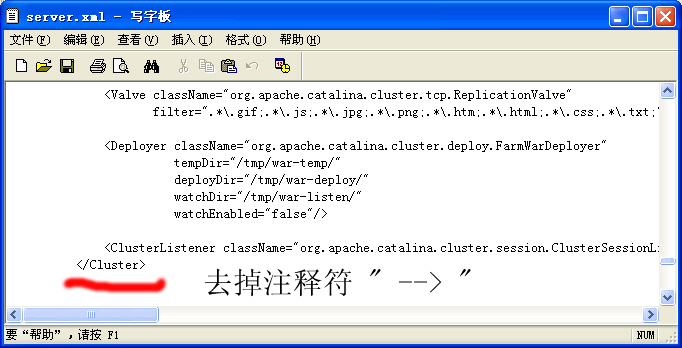 server.xml - 写字板
文件(F) 编辑(E) 查看(V) 插入(I) 格式(O) 帮助(H)
<Valve className="org.apache.catalina.cluster.tcp.ReplicationValve"
filter=".*\.gif;.*\.js;.*\.jpg;.*\.png;.*\.htm;.*\.html;.*\.css;.*\.txt;"
<Deployer className="org.apache.catalina.cluster.deploy.FarmWarDeployer"
tempDir="/tmp/war-temp/"
deployDir="/tmp/war-deploy/"
watchDir="/tmp/war-listen/"
watchEnabled="false"/>
<ClusterListener className="org.apache.catalina.cluster.session.ClusterSessionLi
</Cluster>
去掉注释符 " --> "
要“帮助”,请按 F1
NUM